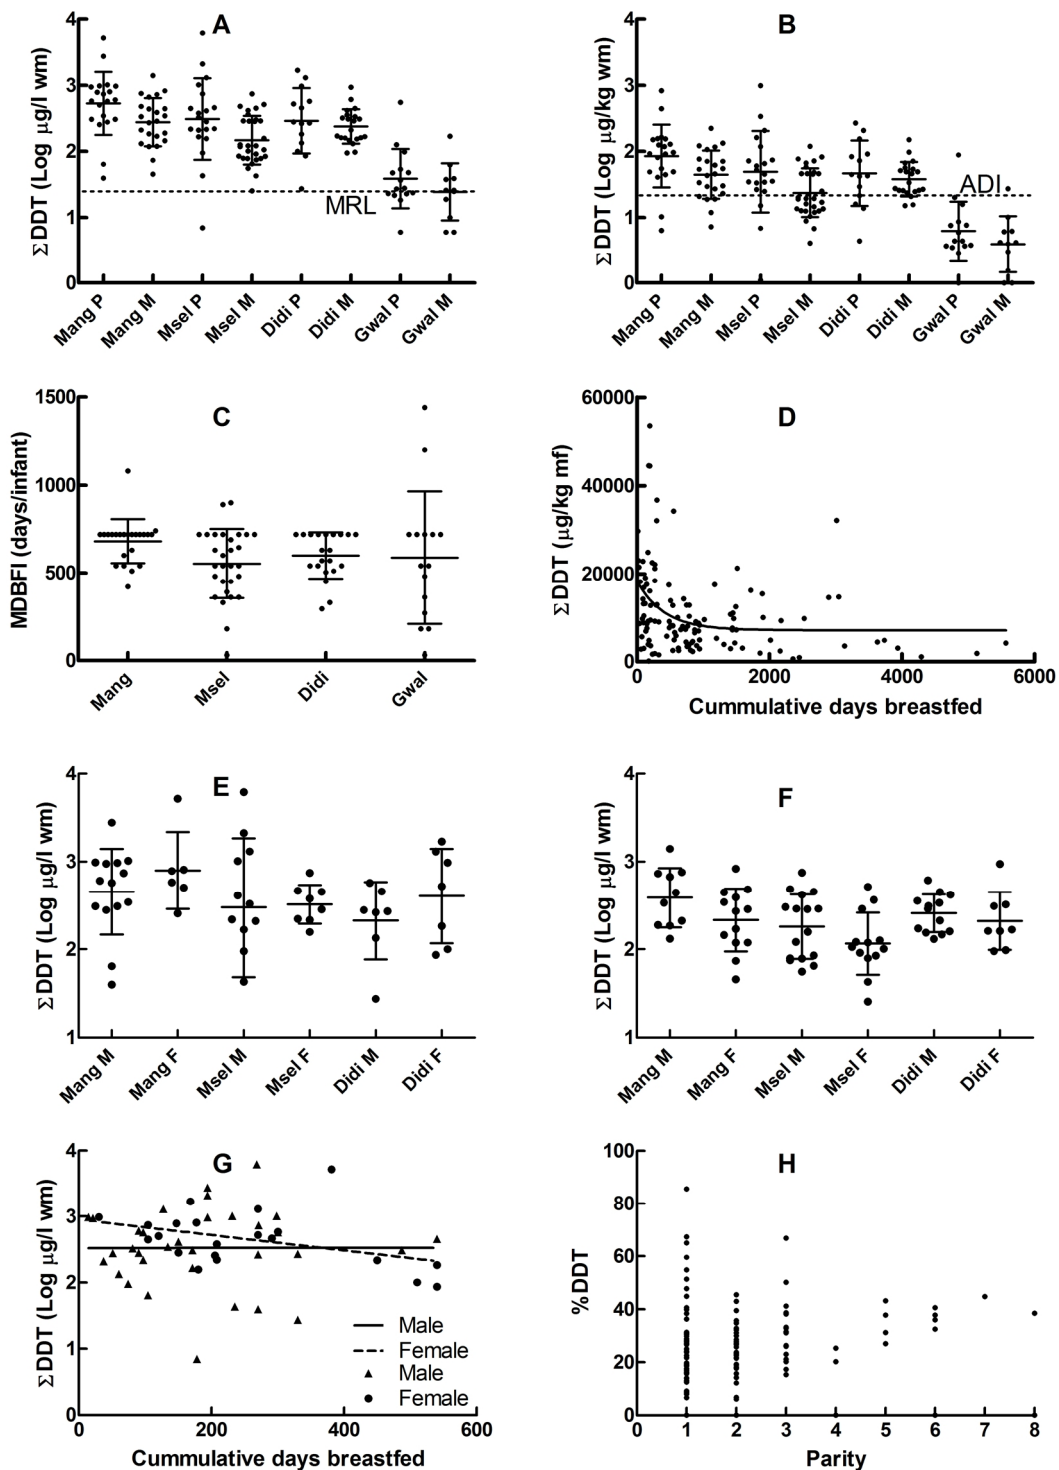 A
ΣDDT (Log µg/l wm)
4
3
2
1
0
MRL
Mang P
Mang M
Msel P
Msel M
Didi P
Didi M
Gwal P
Gwal M
B
ΣDDT (Log µg/kg wm)
4
3
2
1
0
ADI
Mang P
Mang M
Msel P
Msel M
Didi P
Didi M
Gwal P
Gwal M
C
MDBFI (days/infant)
1500
1000
500
0
Mang
Msel
Didi
Gwal
D
ΣDDT (µg/kg mf)
60000
40000
20000
0
0 2000 4000 6000
Cummulative days breastfed
E
ΣDDT (Log µg/l wm)
4
3
2
1
Mang M
Mang F
Msel M
Msel F
Didi M
Didi F
F
ΣDDT (Log µg/l wm)
4
3
2
1
Mang M
Mang F
Msel M
Msel F
Didi M
Didi F
G
ΣDDT (Log µg/l wm)
4
3
2
1
0
Male
Female
Male
Female
0 200 400 600
Cummulative days breastfed
H
%DDT
100
80
60
40
20
0
0 1 2 3 4 5 6 7 8
Parity